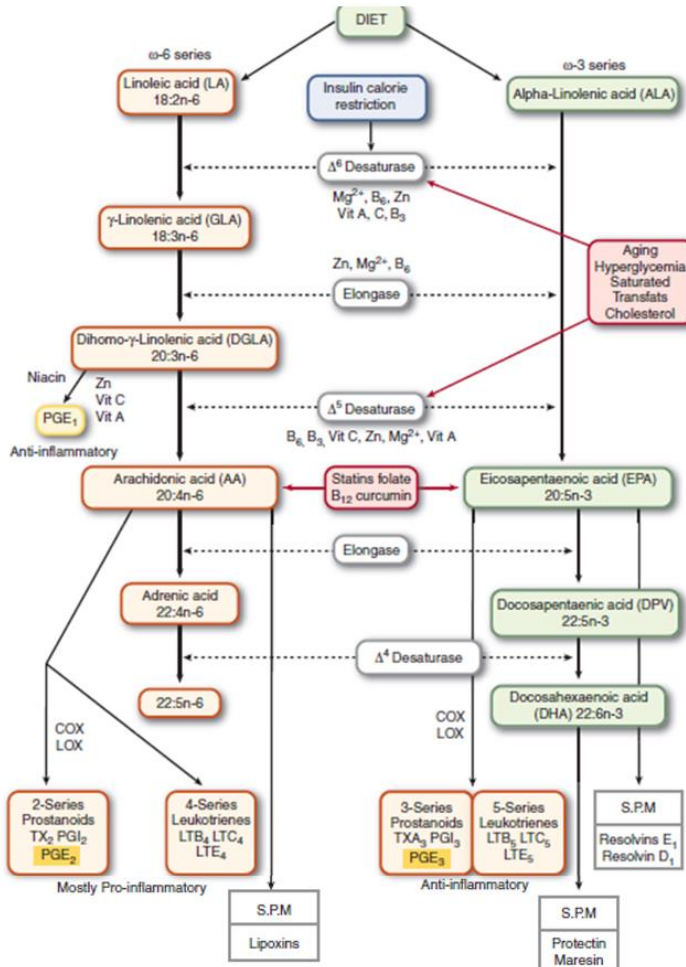 DIET
ω-6 series
ω-3 series
Linoleic acid (LA)
18:2n-6
Insulin calorie
restriction
Alpha-Linolenic acid (ALA)
Δ⁶ Desaturase
Mg²⁺, B₆, Zn
Vit A, C, B₃
γ-Linolenic acid (GLA)
18:3n-6
Aging
Hyperglycemia
Saturated
Transfats
Cholesterol
Zn, Mg²⁺, B₆
Elongase
Dihomo-γ-Linolenic acid (DGLA)
20:3n-6
Niacin
Zn
Vit C
Vit A
PGE₁
Anti-inflammatory
Δ⁵ Desaturase
B₆, B₃, Vit C, Zn, Mg²⁺, Vit A
Arachidonic acid (AA)
20:4n-6
Statins folate
B₁₂ curcumin
Eicosapentaenoic acid (EPA)
20:5n-3
Elongase
Adrenic acid
22:4n-6
Docosapentaenic acid (DPV)
22:5n-3
Δ⁴ Desaturase
22:5n-6
Docosahexaenoic acid
(DHA) 22:6n-3
COX
LOX
COX
LOX
2-Series
Prostanoids
TX₂ PGI₂
PGE₂
4-Series
Leukotrienes
LTB₄ LTC₄
LTE₄
Mostly Pro-inflammatory
3-Series
Prostanoids
TXA₃ PGI₃
PGE₃
5-Series
Leukotrienes
LTB₅ LTC₅
LTE₅
Anti-inflammatory
S.P.M
Resolvins E₁
Resolvin D₁
S.P.M
Lipoxins
S.P.M
Protectin
Maresin